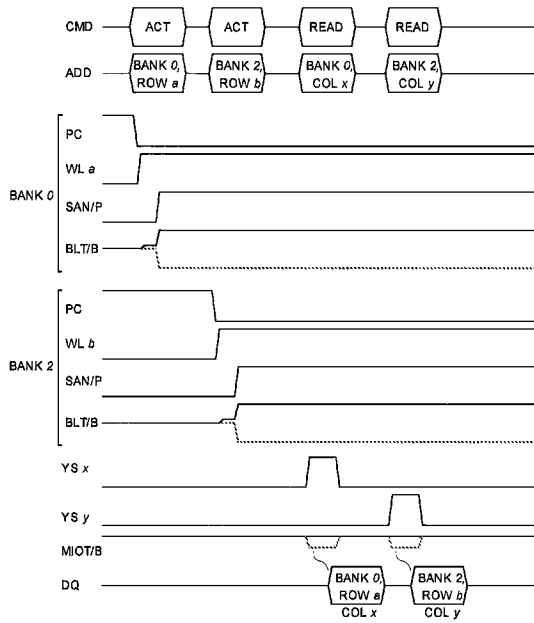 CMD ACT ACT READ READ
ADD BANK 0, ROW a BANK 2, ROW b BANK 0, COL x BANK 2, COL y
BANK 0
PC
WL a
SAN/P
BLT/B
BANK 2
PC
WL b
SAN/P
BLT/B
YS x
YS y
MIOT/B
DQ
BANK 0, BANK 2,
ROW a ROW b
COL x COL y